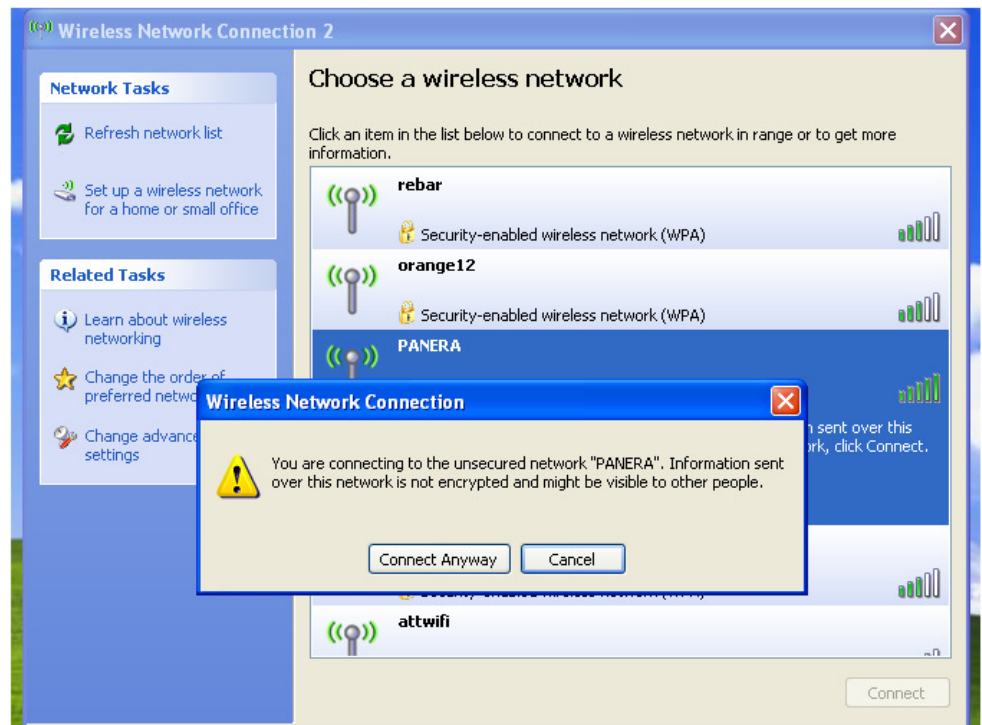 Wireless Network Connection 2
Network Tasks
Refresh network list
Set up a wireless network
for a home or small office
Related Tasks
Learn about wireless
networking
Change the order of
preferred netwo
Change advance
settings
Choose a wireless network
Click an item in the list below to connect to a wireless network in range or to get more
information.
rebar
Security-enabled wireless network (WPA)
orange12
Security-enabled wireless network (WPA)
PANERA
sent over this
click Connect.
Wireless Network Connection
You are connecting to the unsecured network "PANERA". Information sent
over this network is not encrypted and might be visible to other people.
Connect Anyway
Cancel
attwifi
Connect